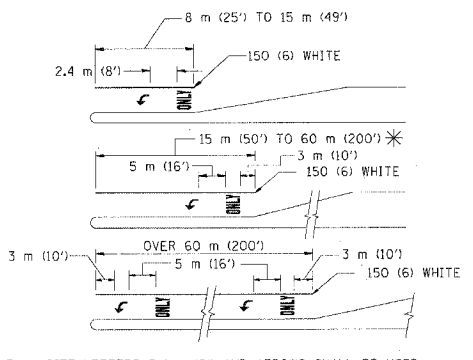 8 m (25') TO 15 m (49')
150 (6) WHITE
2.4 m (8')
ONLY
15 m (50') TO 60 m (200') *
5 m (16')
3 m (10')
150 (6) WHITE
ONLY
OVER 60 m (200')
3 m (10')
5 m (16')
3 m (10')
150 (6) WHITE
ONLY
ONLY